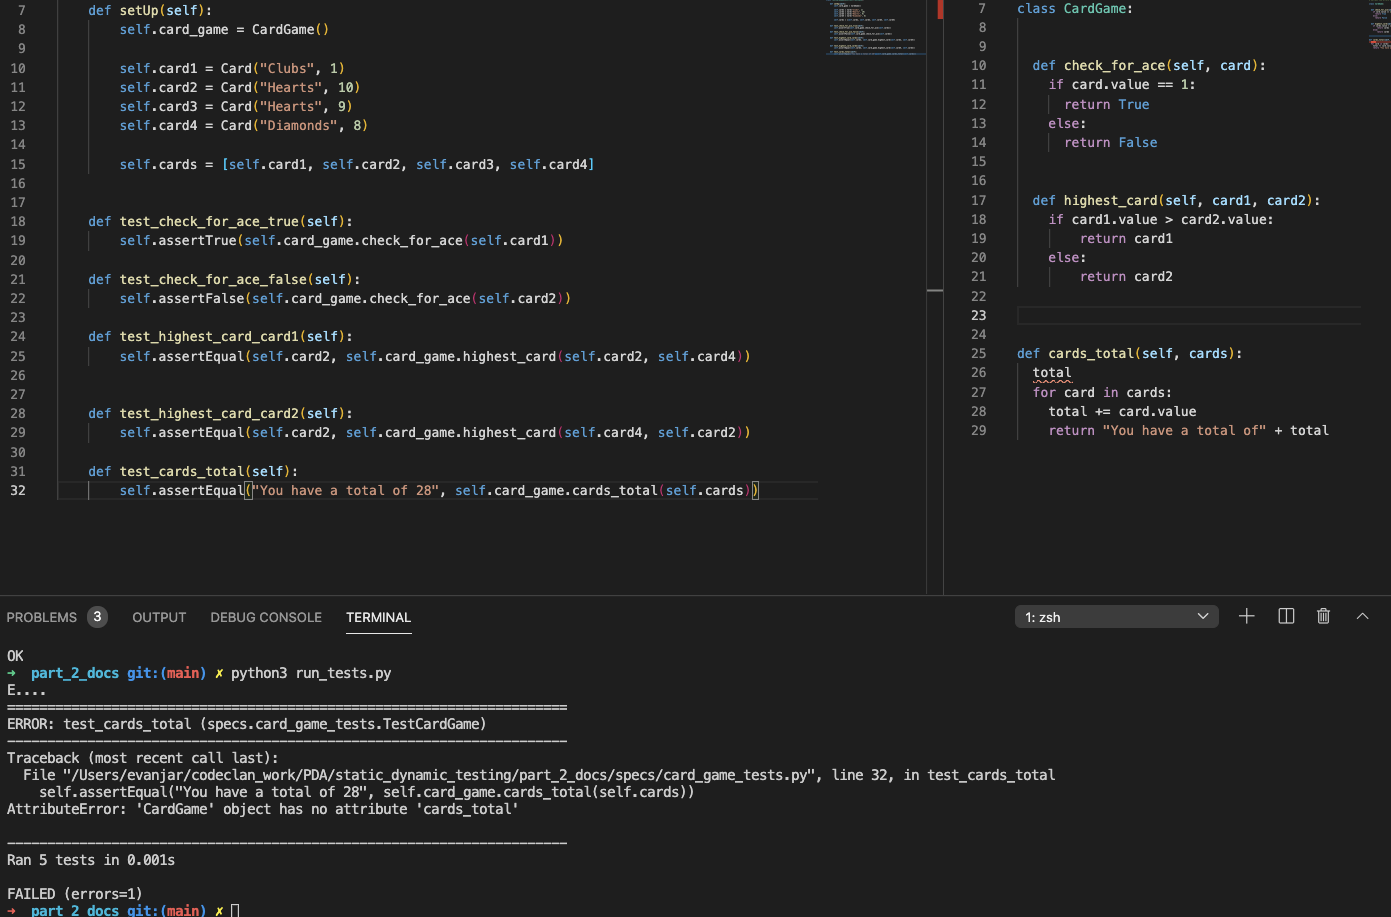 7 def setUp(self):
8 self.card_game = CardGame()
9
10 self.card1 = Card("Clubs", 1)
11 self.card2 = Card("Hearts", 10)
12 self.card3 = Card("Hearts", 9)
13 self.card4 = Card("Diamonds", 8)
14
15 self.cards = [self.card1, self.card2, self.card3, self.card4]
16
17
18 def test_check_for_ace_true(self):
19 self.assertTrue(self.card_game.check_for_ace(self.card1))
20
21 def test_check_for_ace_false(self):
22 self.assertFalse(self.card_game.check_for_ace(self.card2))
23
24 def test_highest_card_card1(self):
25 self.assertEqual(self.card2, self.card_game.highest_card(self.card2, self.card4))
26
27
28 def test_highest_card_card2(self):
29 self.assertEqual(self.card2, self.card_game.highest_card(self.card4, self.card2))
30
31 def test_cards_total(self):
32 self.assertEqual("You have a total of 28", self.card_game.cards_total(self.cards))
7 class CardGame:
8
9
10 def check_for_ace(self, card):
11 if card.value == 1:
12 return True
13 else:
14 return False
15
16
17 def highest_card(self, card1, card2):
18 if card1.value > card2.value:
19 return card1
20 else:
21 return card2
22
23
24
25 def cards_total(self, cards):
26 total
27 for card in cards:
28 total += card.value
29 return "You have a total of" + total
PROBLEMS 3 OUTPUT DEBUG CONSOLE TERMINAL 1: zsh
OK
➜ part_2_docs git:(main) ✗ python3 run_tests.py
E....
======================================================================
ERROR: test_cards_total (specs.card_game_tests.TestCardGame)
----------------------------------------------------------------------
Traceback (most recent call last):
File "/Users/evanjar/codeclan_work/PDA/static_dynamic_testing/part_2_docs/specs/card_game_tests.py", line 32, in test_cards_total
self.assertEqual("You have a total of 28", self.card_game.cards_total(self.cards))
AttributeError: 'CardGame' object has no attribute 'cards_total'
----------------------------------------------------------------------
Ran 5 tests in 0.001s
FAILED (errors=1)
➜ part_2_docs git:(main) ✗